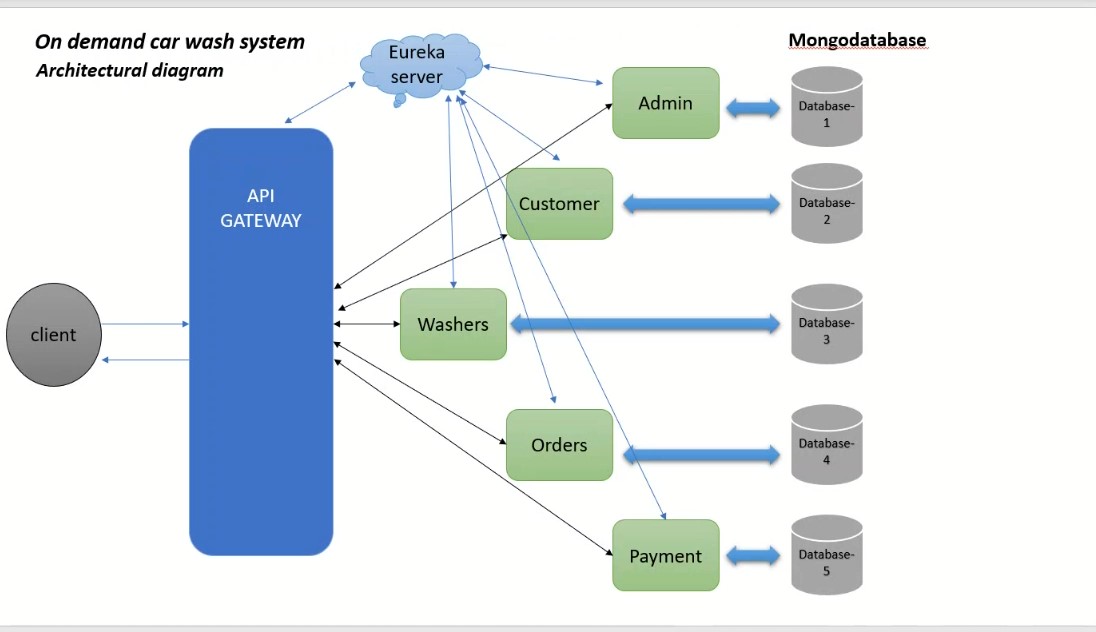 On demand car wash system
Architectural diagram
Eureka
server
Mongodatabase
Admin
Database-
1
API
GATEWAY
Customer
Database-
2
client
Washers
Database-
3
Orders
Database-
4
Payment
Database-
5